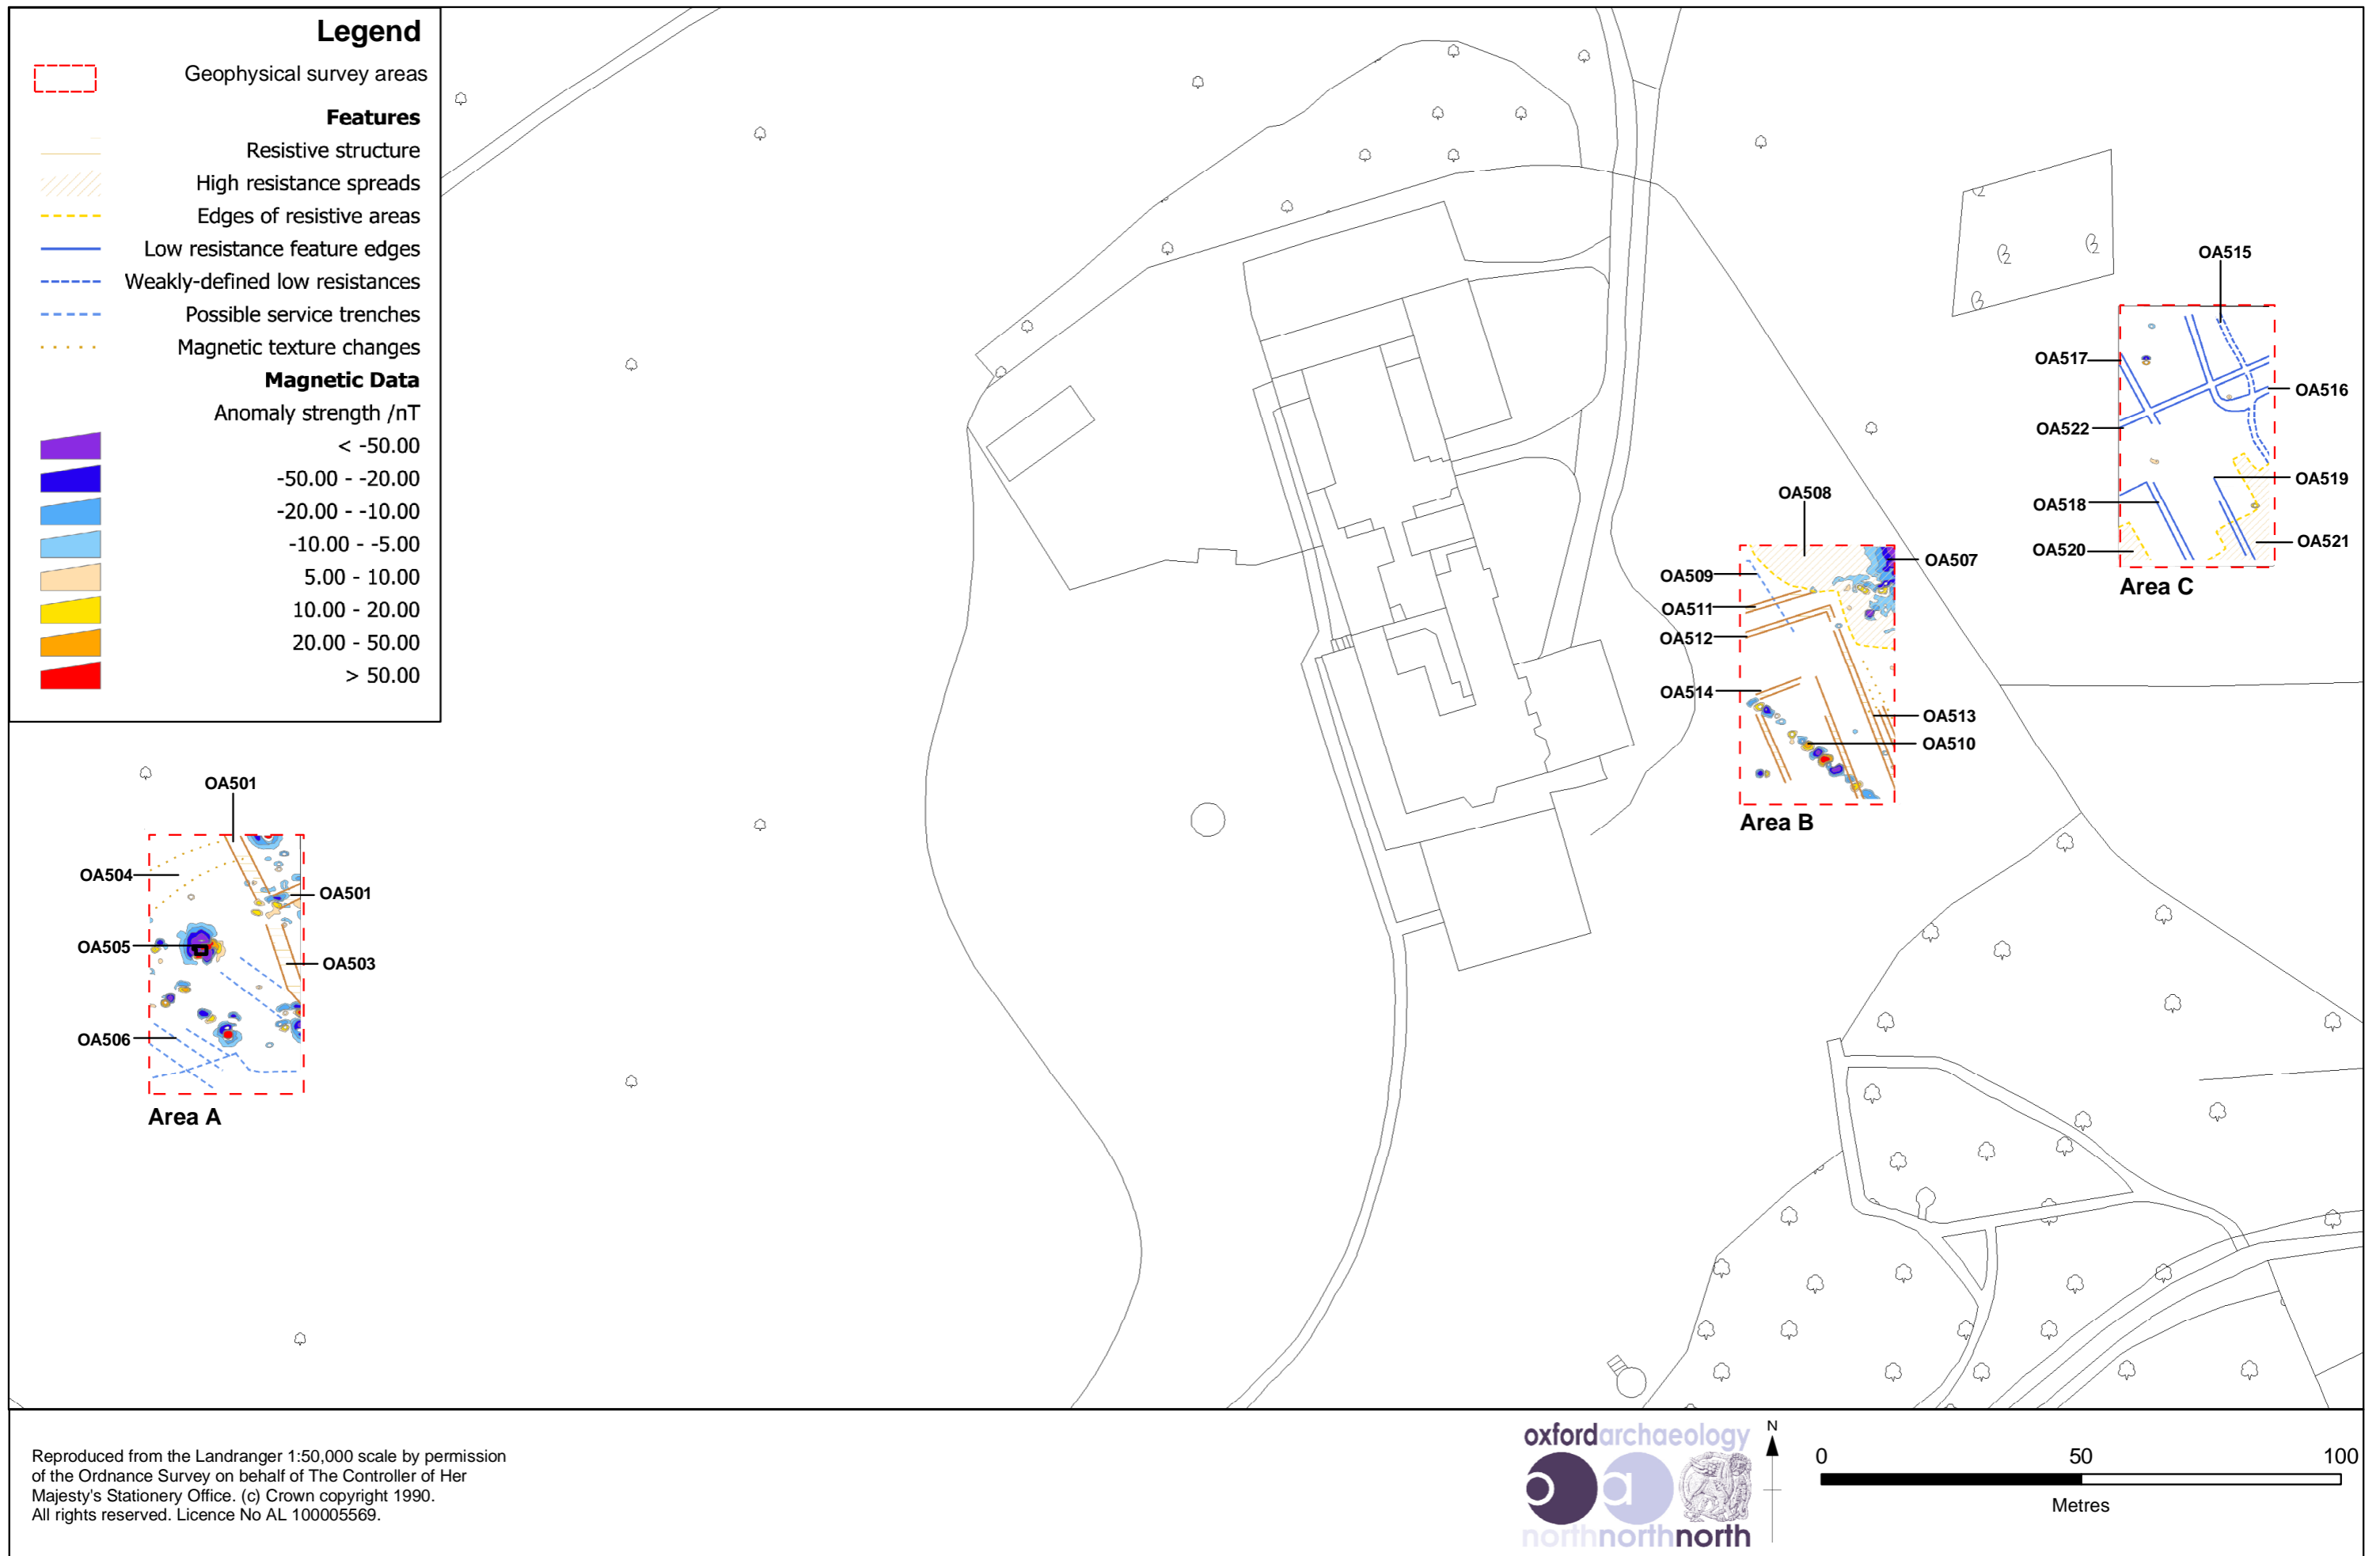 Legend
Geophysical survey areas
Features
Resistive structure
High resistance spreads
Edges of resistive areas
Low resistance feature edges
Weakly-defined low resistances
Possible service trenches
Magnetic texture changes
Magnetic Data
Anomaly strength /nT
< -50.00
-50.00 - -20.00
-20.00 - -10.00
-10.00 - -5.00
5.00 - 10.00
10.00 - 20.00
20.00 - 50.00
> 50.00
OA501
OA504
OA501
OA505
OA503
OA506
Area A
OA508
OA507
OA509
OA511
OA512
OA514
OA513
OA510
Area B
OA515
OA517
OA516
OA522
OA519
OA518
OA521
OA520
Area C
Reproduced from the Landranger 1:50,000 scale by permission
of the Ordnance Survey on behalf of The Controller of Her
Majesty's Stationery Office. (c) Crown copyright 1990.
All rights reserved. Licence No AL 100005569.
oxfordarchaeology
oa
northnorthnorth
N
0 50 100
Metres